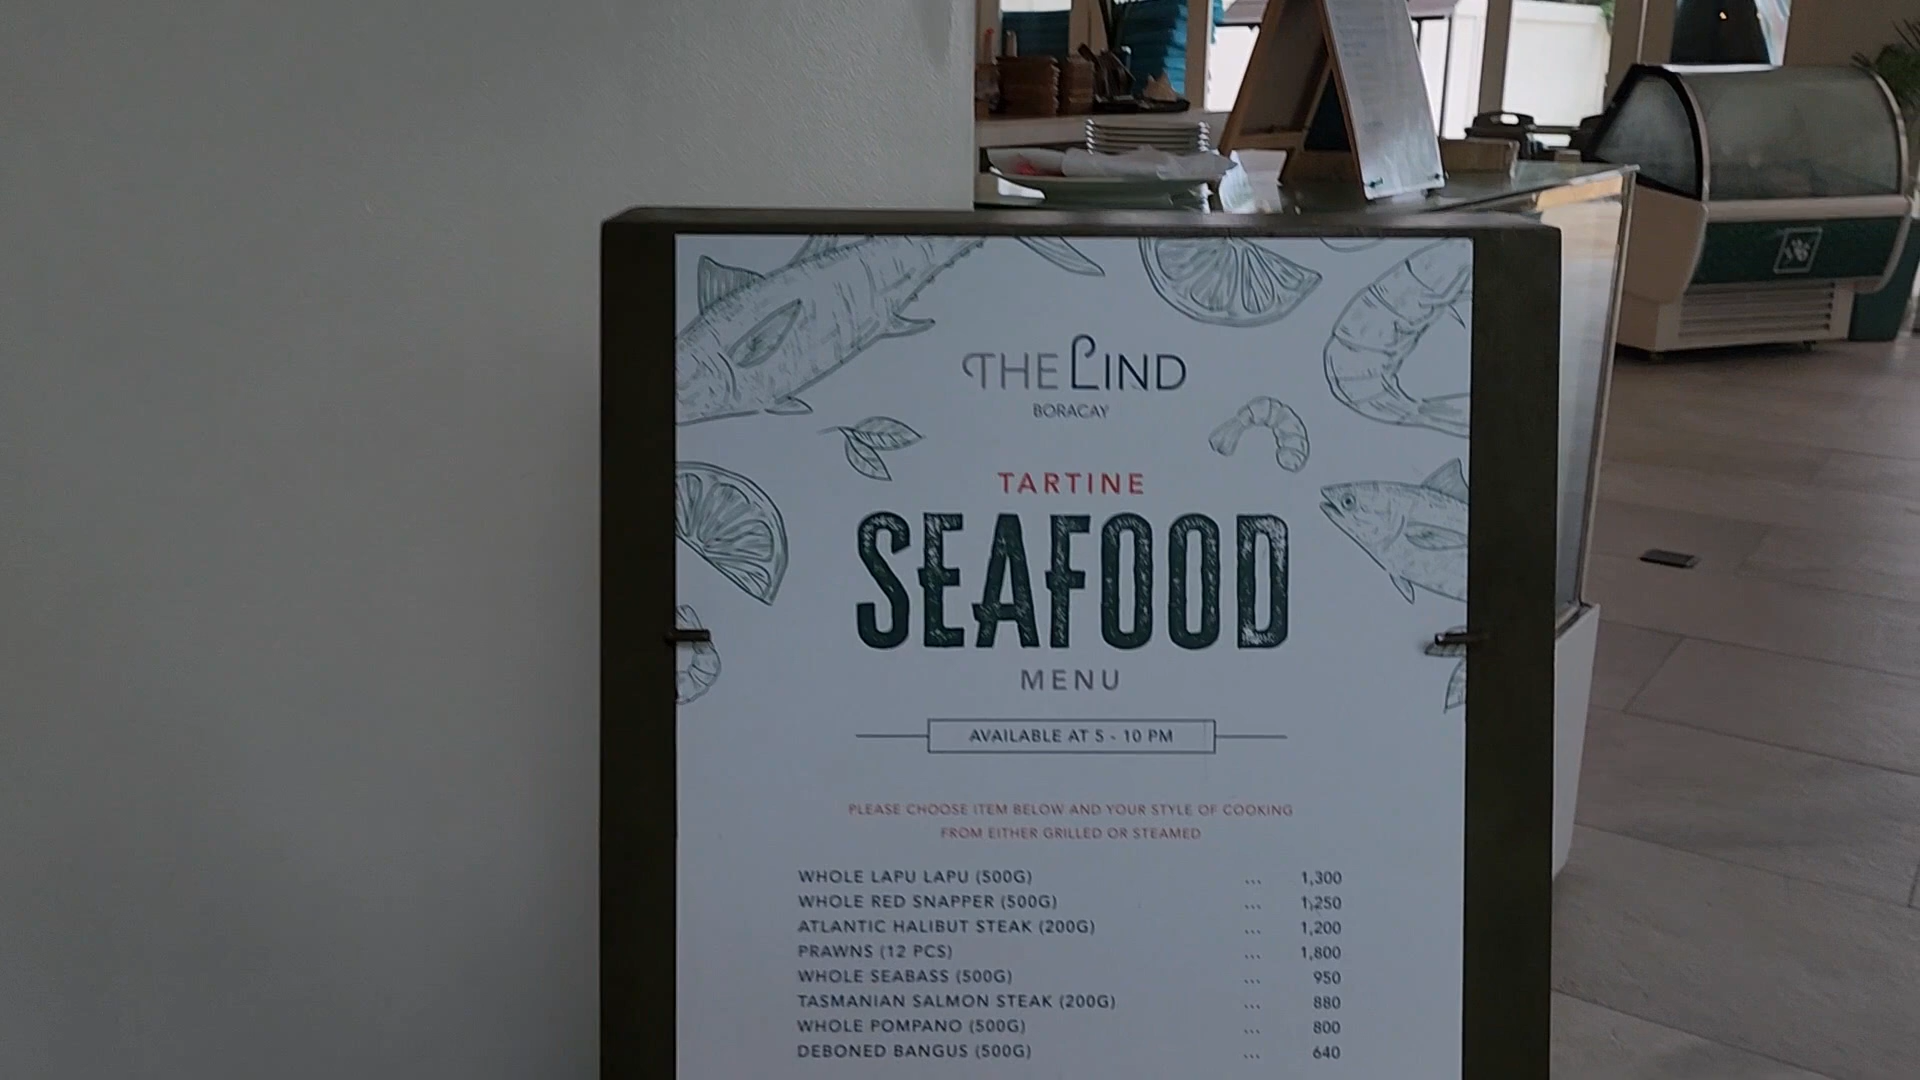 THE LIND
BORACAY
TARTINE
SEAFOOD
MENU
AVAILABLE AT 5 - 10 PM
PLEASE CHOOSE ITEM BELOW AND YOUR STYLE OF COOKING
FROM EITHER GRILLED OR STEAMED
WHOLE LAPU LAPU (500G) ... 1,300
WHOLE RED SNAPPER (500G) ... 1,250
ATLANTIC HALIBUT STEAK (200G) ... 1,200
PRAWNS (12 PCS) ... 1,800
WHOLE SEABASS (500G) ... 950
TASMANIAN SALMON STEAK (200G) ... 880
WHOLE POMPANO (500G) ... 800
DEBONED BANGUS (500G) ... 640